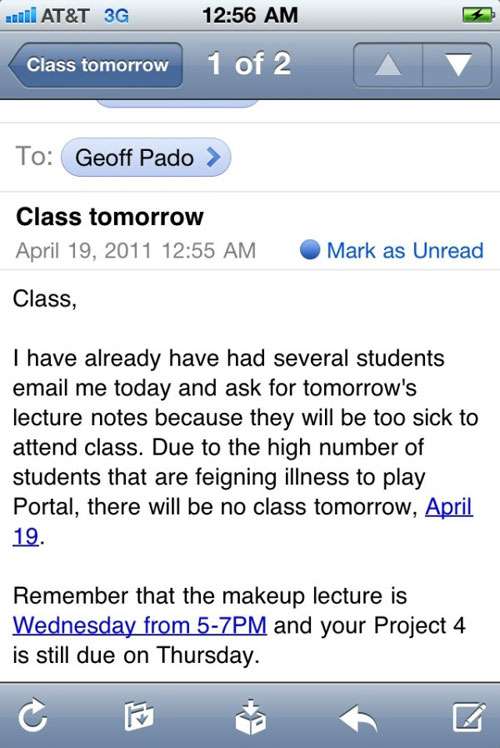 AT&T 3G 12:56 AM
Class tomorrow 1 of 2
To: Geoff Pado
Class tomorrow
April 19, 2011 12:55 AM Mark as Unread
Class,
I have already have had several students
email me today and ask for tomorrow's
lecture notes because they will be too sick to
attend class. Due to the high number of
students that are feigning illness to play
Portal, there will be no class tomorrow, April
19.
Remember that the makeup lecture is
Wednesday from 5-7PM and your Project 4
is still due on Thursday.